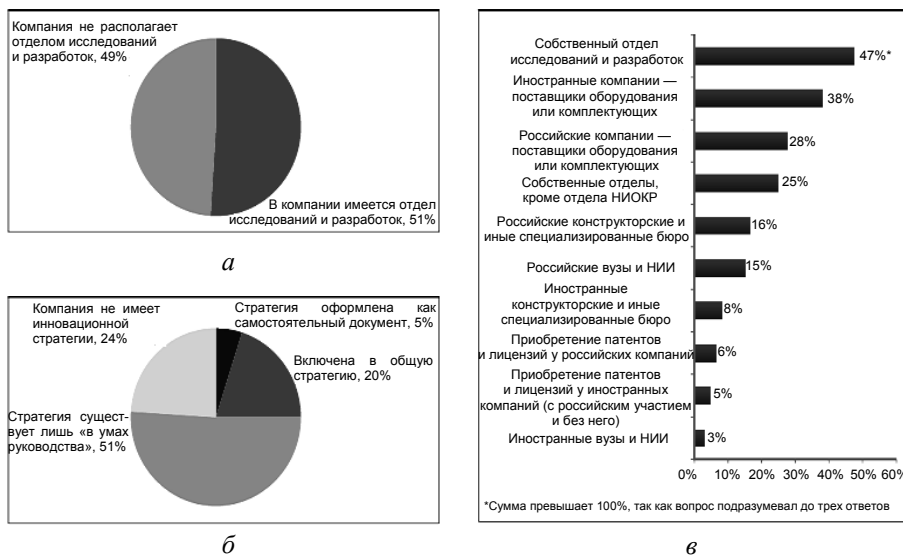 Компания не располагает
отделом исследований
и разработок, 49%
В компании имеется отдел
исследований и разработок, 51%
а
Компания не имеет
инновационной
стратегии, 24%
Стратегия оформлена как
самостоятельный документ, 5%
Включена в общую
стратегию, 20%
Стратегия сущест-
вует лишь «в умах
руководства», 51%
б
Собственный отдел
исследований и разработок
47%*
Иностранные компании —
поставщики оборудования
или комплектующих
38%
Российские компании —
поставщики оборудования
или комплектующих
28%
Собственные отделы,
кроме отдела НИОКР
25%
Российские конструкторские и
иные специализированные бюро
16%
Российские вузы и НИИ
15%
Иностранные
конструкторские и иные
специализированные бюро
8%
Приобретение патентов
и лицензий у российских компаний
6%
Приобретение патентов
и лицензий у иностранных
компаний (с российским участием
и без него)
5%
Иностранные вузы и НИИ
3%
0% 10% 20% 30% 40% 50% 60%
*Сумма превышает 100%, так как вопрос подразумевал до трех ответов
в